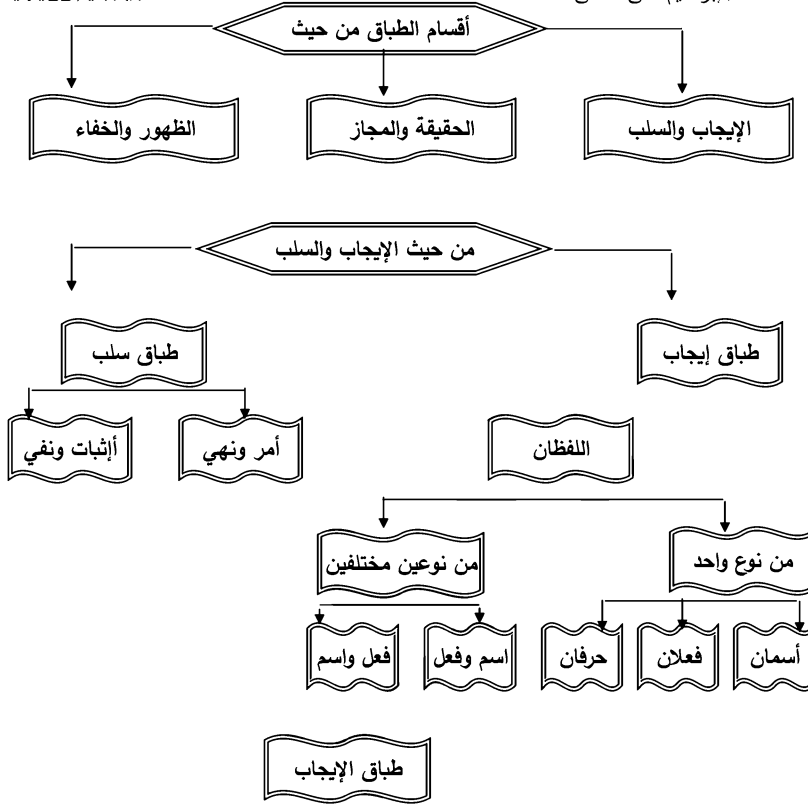 أقسام الطباق من حيث
الإيجاب والسلب
الحقيقة والمجاز
الظهور والخفاء
من حيث الإيجاب والسلب
طباق إيجاب
طباق سلب
اللفظان
أمر ونهي
أإثبات ونفي
من نوع واحد
من نوعين مختلفين
أسمان
فعلان
حرفان
اسم وفعل
فعل واسم
طباق الإيجاب